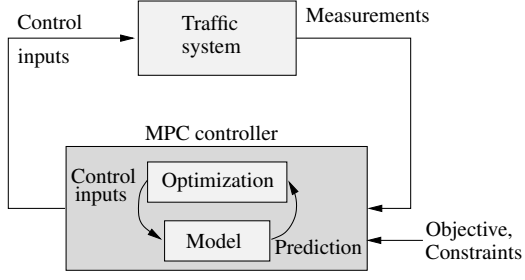 Control
inputs
Traffic
system
Measurements
MPC controller
Control
inputs
Optimization
Model
Prediction
Objective,
Constraints